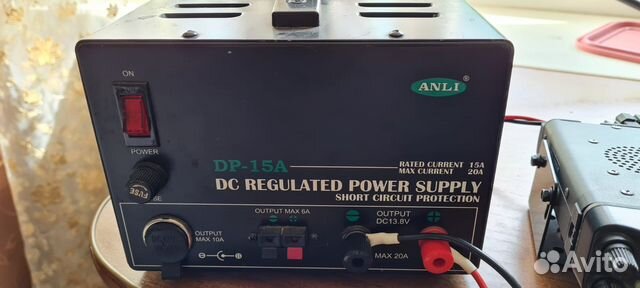 ON
ANLI ®
POWER
FUSE
DP-15A
RATED CURRENT 15A
MAX CURRENT 20A
DC REGULATED POWER SUPPLY
SHORT CIRCUIT PROTECTION
OUTPUT
MAX 10A
OUTPUT MAX 6A
OUTPUT
DC13.8V
MAX 20A
Avito